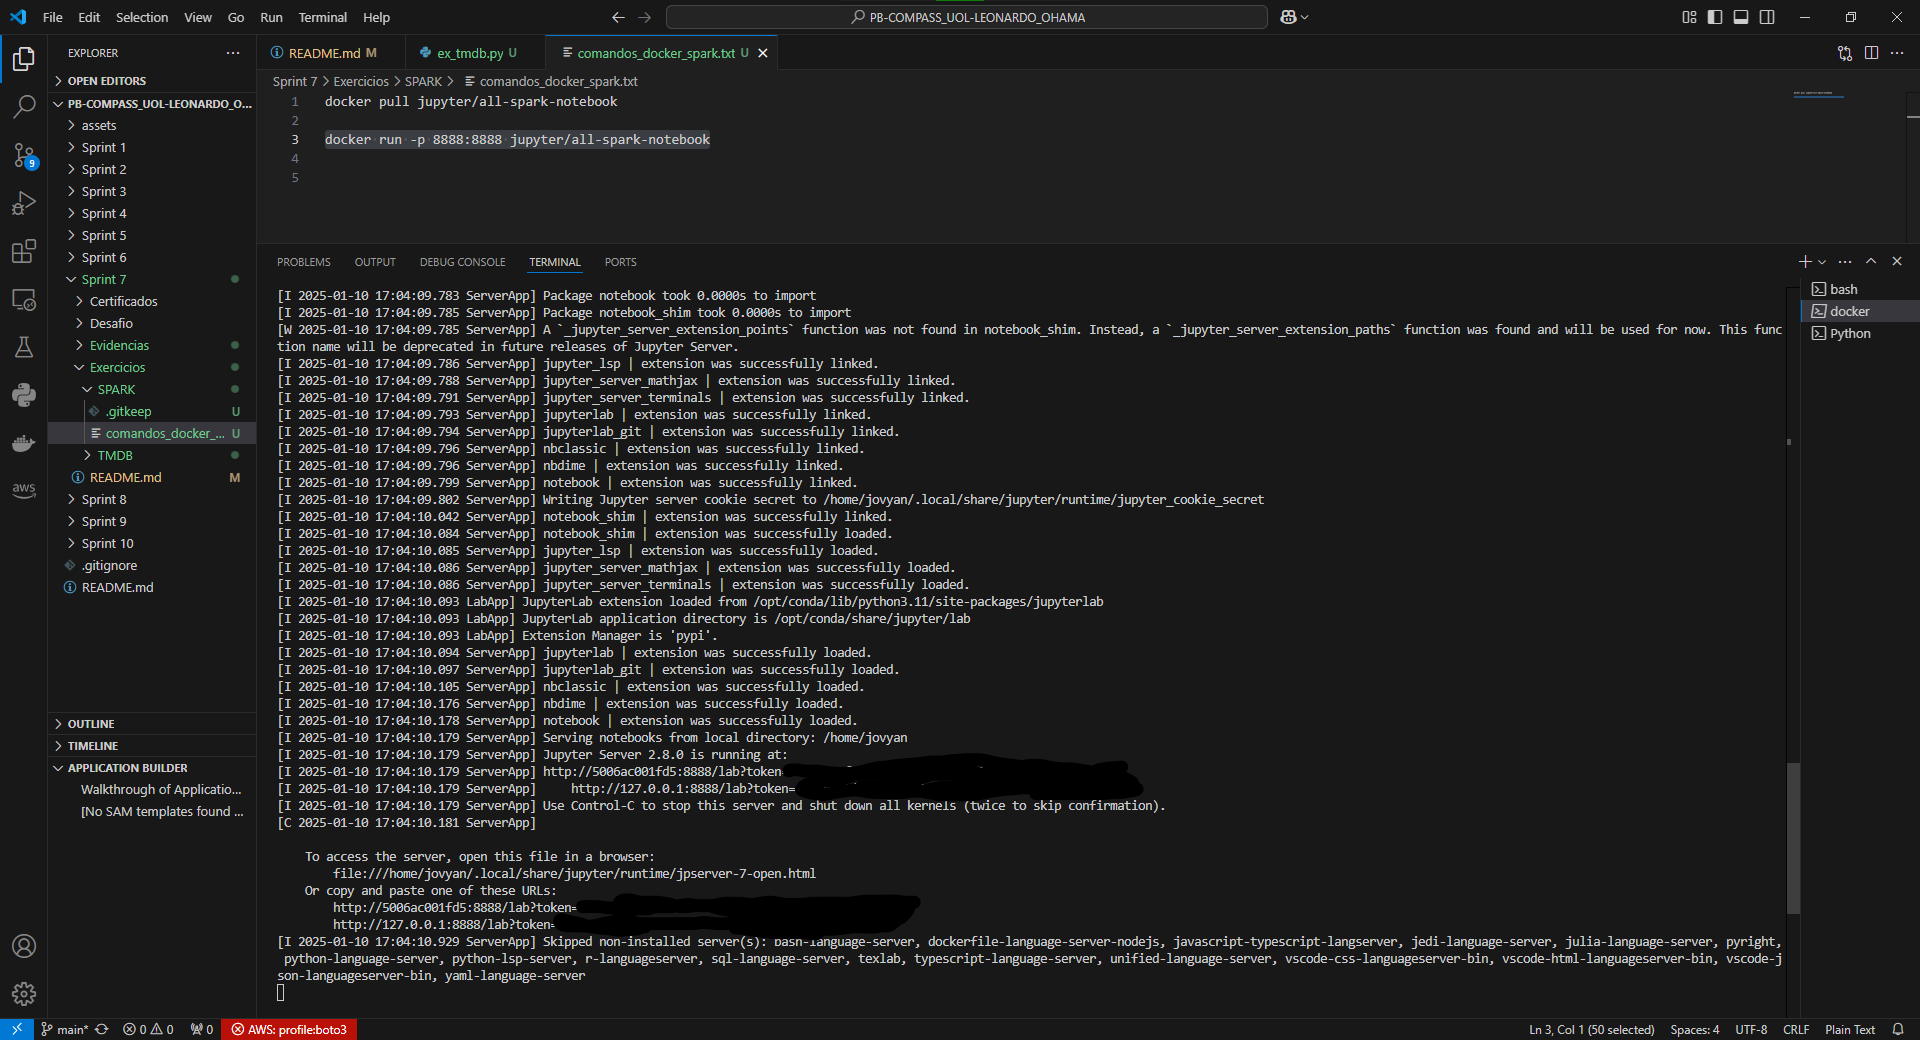 File Edit Selection View Go Run Terminal Help
PB-COMPASS_UOL-LEONARDO_OHAMA
EXPLORER
OPEN EDITORS
PB-COMPASS_UOL-LEONARDO_O...
assets
Sprint 1
Sprint 2
Sprint 3
Sprint 4
Sprint 5
Sprint 6
Sprint 7
Certificados
Desafio
Evidencias
Exercicios
SPARK
.gitkeep U
comandos_docker_... U
TMDB
README.md M
Sprint 8
Sprint 9
Sprint 10
.gitignore
README.md
OUTLINE
TIMELINE
APPLICATION BUILDER
Walkthrough of Applicatio...
[No SAM templates found ...
9
aws
README.md M
ex_tmdb.py U
comandos_docker_spark.txt U
Sprint 7 > Exercicios > SPARK > comandos_docker_spark.txt
1 docker pull jupyter/all-spark-notebook
2
3 docker run -p 8888:8888 jupyter/all-spark-notebook
4
5
PROBLEMS OUTPUT DEBUG CONSOLE TERMINAL PORTS
bash
docker
Python
[I 2025-01-10 17:04:09.783 ServerApp] Package notebook took 0.0000s to import
[I 2025-01-10 17:04:09.785 ServerApp] Package notebook_shim took 0.0000s to import
[W 2025-01-10 17:04:09.785 ServerApp] A `_jupyter_server_extension_points` function was not found in notebook_shim. Instead, a `_jupyter_server_extension_paths` function was found and will be used for now. This func
tion name will be deprecated in future releases of Jupyter Server.
[I 2025-01-10 17:04:09.786 ServerApp] jupyter_lsp | extension was successfully linked.
[I 2025-01-10 17:04:09.788 ServerApp] jupyter_server_mathjax | extension was successfully linked.
[I 2025-01-10 17:04:09.791 ServerApp] jupyter_server_terminals | extension was successfully linked.
[I 2025-01-10 17:04:09.793 ServerApp] jupyterlab | extension was successfully linked.
[I 2025-01-10 17:04:09.794 ServerApp] jupyterlab_git | extension was successfully linked.
[I 2025-01-10 17:04:09.796 ServerApp] nbclassic | extension was successfully linked.
[I 2025-01-10 17:04:09.796 ServerApp] nbdime | extension was successfully linked.
[I 2025-01-10 17:04:09.799 ServerApp] notebook | extension was successfully linked.
[I 2025-01-10 17:04:09.802 ServerApp] Writing Jupyter server cookie secret to /home/jovyan/.local/share/jupyter/runtime/jupyter_cookie_secret
[I 2025-01-10 17:04:10.042 ServerApp] notebook_shim | extension was successfully linked.
[I 2025-01-10 17:04:10.084 ServerApp] notebook_shim | extension was successfully loaded.
[I 2025-01-10 17:04:10.085 ServerApp] jupyter_lsp | extension was successfully loaded.
[I 2025-01-10 17:04:10.086 ServerApp] jupyter_server_mathjax | extension was successfully loaded.
[I 2025-01-10 17:04:10.086 ServerApp] jupyter_server_terminals | extension was successfully loaded.
[I 2025-01-10 17:04:10.093 LabApp] JupyterLab extension loaded from /opt/conda/lib/python3.11/site-packages/jupyterlab
[I 2025-01-10 17:04:10.093 LabApp] JupyterLab application directory is /opt/conda/share/jupyter/lab
[I 2025-01-10 17:04:10.093 LabApp] Extension Manager is 'pypi'.
[I 2025-01-10 17:04:10.094 ServerApp] jupyterlab | extension was successfully loaded.
[I 2025-01-10 17:04:10.097 ServerApp] jupyterlab_git | extension was successfully loaded.
[I 2025-01-10 17:04:10.105 ServerApp] nbclassic | extension was successfully loaded.
[I 2025-01-10 17:04:10.176 ServerApp] nbdime | extension was successfully loaded.
[I 2025-01-10 17:04:10.178 ServerApp] notebook | extension was successfully loaded.
[I 2025-01-10 17:04:10.179 ServerApp] Serving notebooks from local directory: /home/jovyan
[I 2025-01-10 17:04:10.179 ServerApp] Jupyter Server 2.8.0 is running at:
[I 2025-01-10 17:04:10.179 ServerApp] http://5006ac001fd5:8888/lab?token=
[I 2025-01-10 17:04:10.179 ServerApp] http://127.0.0.1:8888/lab?token=
[I 2025-01-10 17:04:10.179 ServerApp] Use Control-C to stop this server and shut down all kernels (twice to skip confirmation).
[C 2025-01-10 17:04:10.181 ServerApp]
To access the server, open this file in a browser:
file:///home/jovyan/.local/share/jupyter/runtime/jpserver-7-open.html
Or copy and paste one of these URLs:
http://5006ac001fd5:8888/lab?token=
http://127.0.0.1:8888/lab?token=
[I 2025-01-10 17:04:10.929 ServerApp] Skipped non-installed server(s): bash-language-server, dockerfile-language-server-nodejs, javascript-typescript-langserver, jedi-language-server, julia-language-server, pyright,
python-language-server, python-lsp-server, r-languageserver, sql-language-server, texlab, typescript-language-server, unified-language-server, vscode-css-languageserver-bin, vscode-html-languageserver-bin, vscode-j
son-languageserver-bin, yaml-language-server
main* 0 0 0 AWS: profile:boto3
Ln 3, Col 1 (50 selected) Spaces: 4 UTF-8 CRLF Plain Text